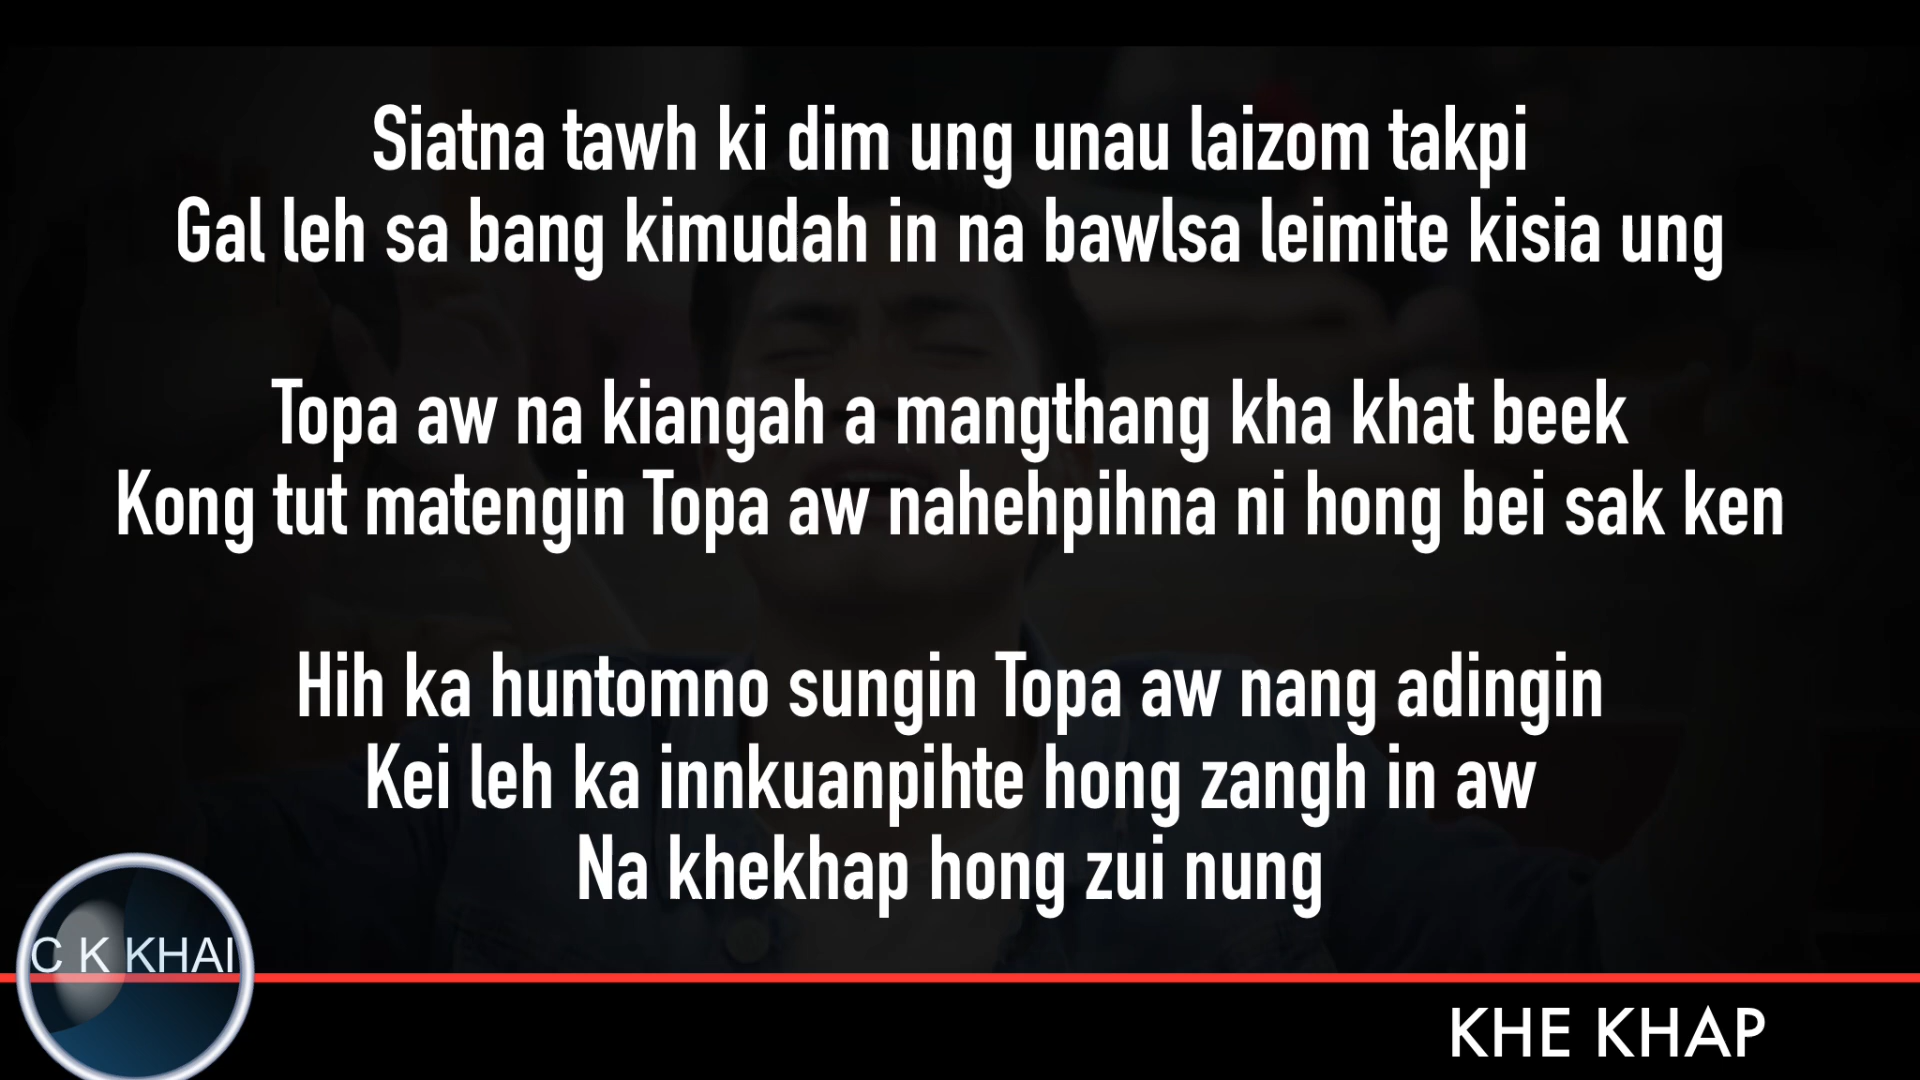 Siatna tawh ki dim ung unau laizom takpi
Gal leh sa bang kimudah in na bawlsa leimite kisia ung
Topa aw na kiangah a mangthang kha khat beek
Kong tut matengin Topa aw nahehpihna ni hong bei sak ken
Hih ka huntomno sungin Topa aw nang adingin
Kei leh ka innkuanpihte hong zangh in aw
Na khekhap hong zui nung
C K KHAI
KHE KHAP